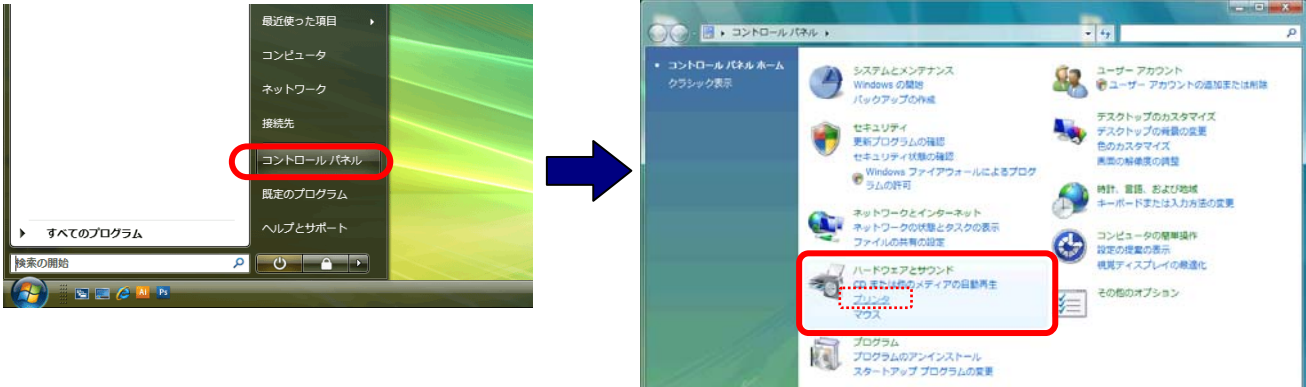 最近使った項目
コンピュータ
ネットワーク
接続先
コントロール パネル
既定のプログラム
ヘルプとサポート
すべてのプログラム
検索の開始
Ai
Ps
コントロール パネル
コントロール パネル ホーム
クラシック表示
システムとメンテナンス
Windows の開始
バックアップの作成
セキュリティ
更新プログラムの確認
セキュリティ状態の確認
Windows ファイアウォールによるプログ
ラムの許可
ネットワークとインターネット
ネットワークの状態とタスクの表示
ファイルの共有の設定
ハードウェアとサウンド
CD または他のメディアの自動再生
プリンタ
マウス
プログラム
プログラムのアンインストール
スタートアップ プログラムの変更
ユーザー アカウント
ユーザー アカウントの追加または削除
デスクトップのカスタマイズ
デスクトップの背景の変更
色のカスタマイズ
画面の解像度の調整
時計、言語、および地域
キーボードまたは入力方法の変更
コンピュータの簡単操作
設定の提案の表示
視覚ディスプレイの最適化
その他のオプション